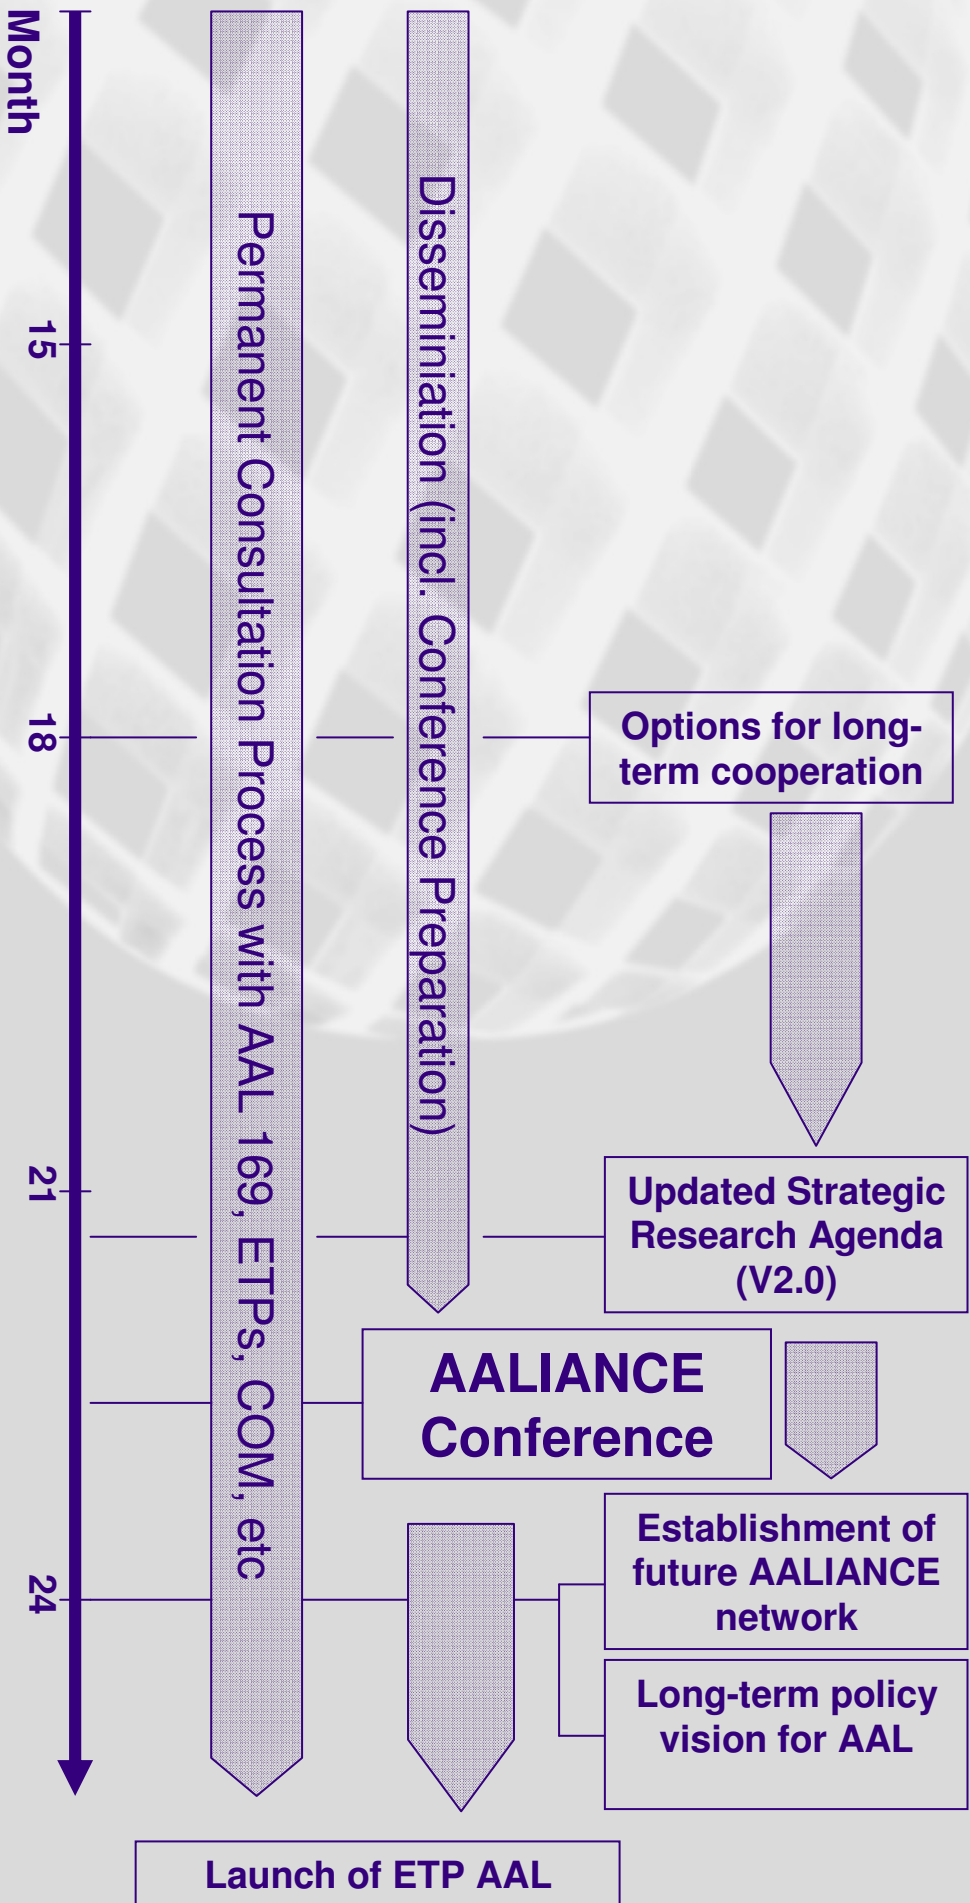 Month
15
18
21
24
Permanent Consultation Process with AAL 169, ETPs, COM, etc
Disseminiation (incl. Conference Preparation)
Options for long-
term cooperation
Updated Strategic
Research Agenda
(V2.0)
AALIANCE
Conference
Establishment of
future AALIANCE
network
Long-term policy
vision for AAL
Launch of ETP AAL